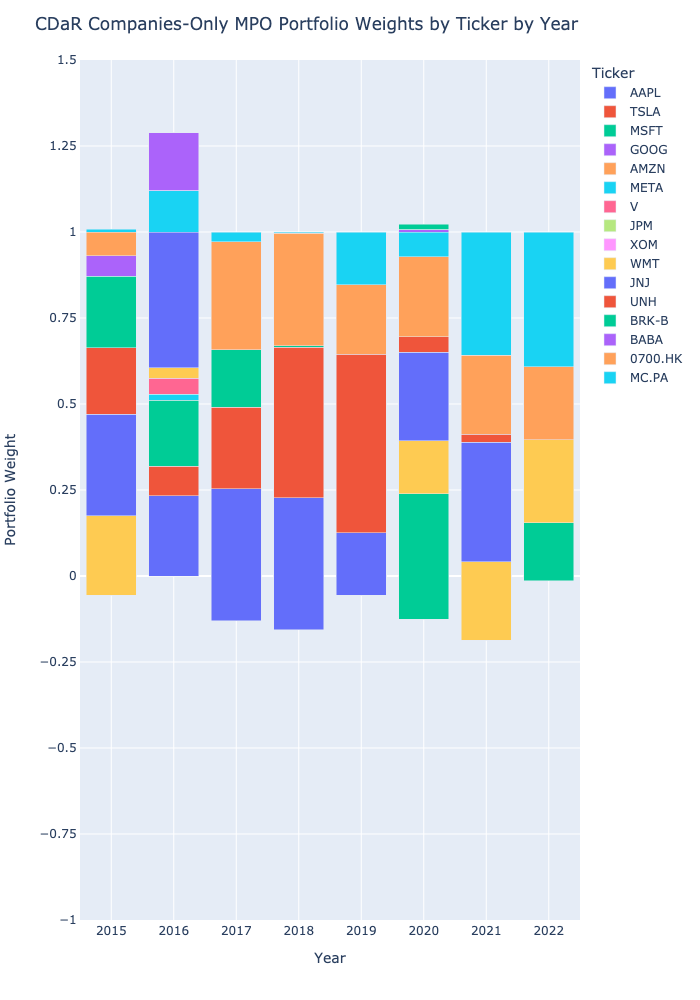 CDaR Companies-Only MPO Portfolio Weights by Ticker by Year
1.5
1.25
1
0.75
0.5
0.25
0
−0.25
−0.5
−0.75
−1
Portfolio Weight
2015 2016 2017 2018 2019 2020 2021 2022
Year
Ticker
AAPL
TSLA
MSFT
GOOG
AMZN
META
V
JPM
XOM
WMT
JNJ
UNH
BRK-B
BABA
0700.HK
MC.PA